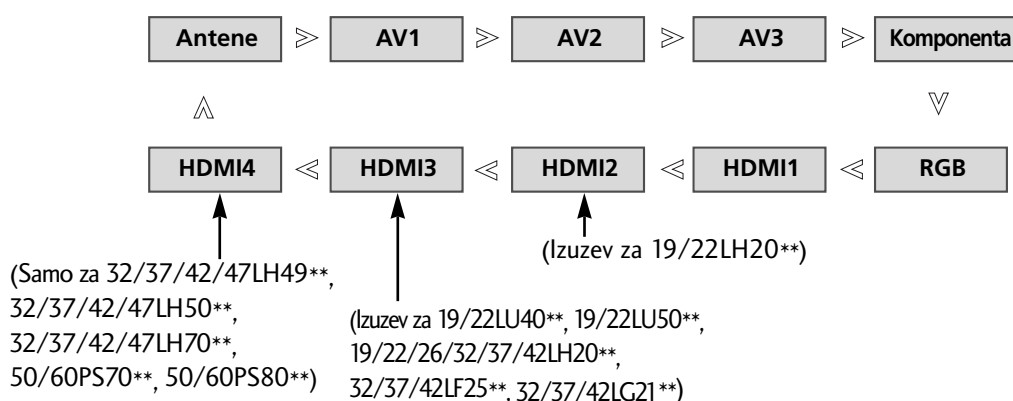 Antene
AV1
AV2
AV3
Komponenta
HDMI4
HDMI3
HDMI2
HDMI1
RGB
(Izuzev za 19/22LH20**)
(Samo za 32/37/42/47LH49**,
32/37/42/47LH50**,
32/37/42/47LH70**,
50/60PS70**, 50/60PS80**)
(Izuzev za 19/22LU40**, 19/22LU50**,
19/22/26/32/37/42LH20**,
32/37/42LF25**, 32/37/42LG21**)